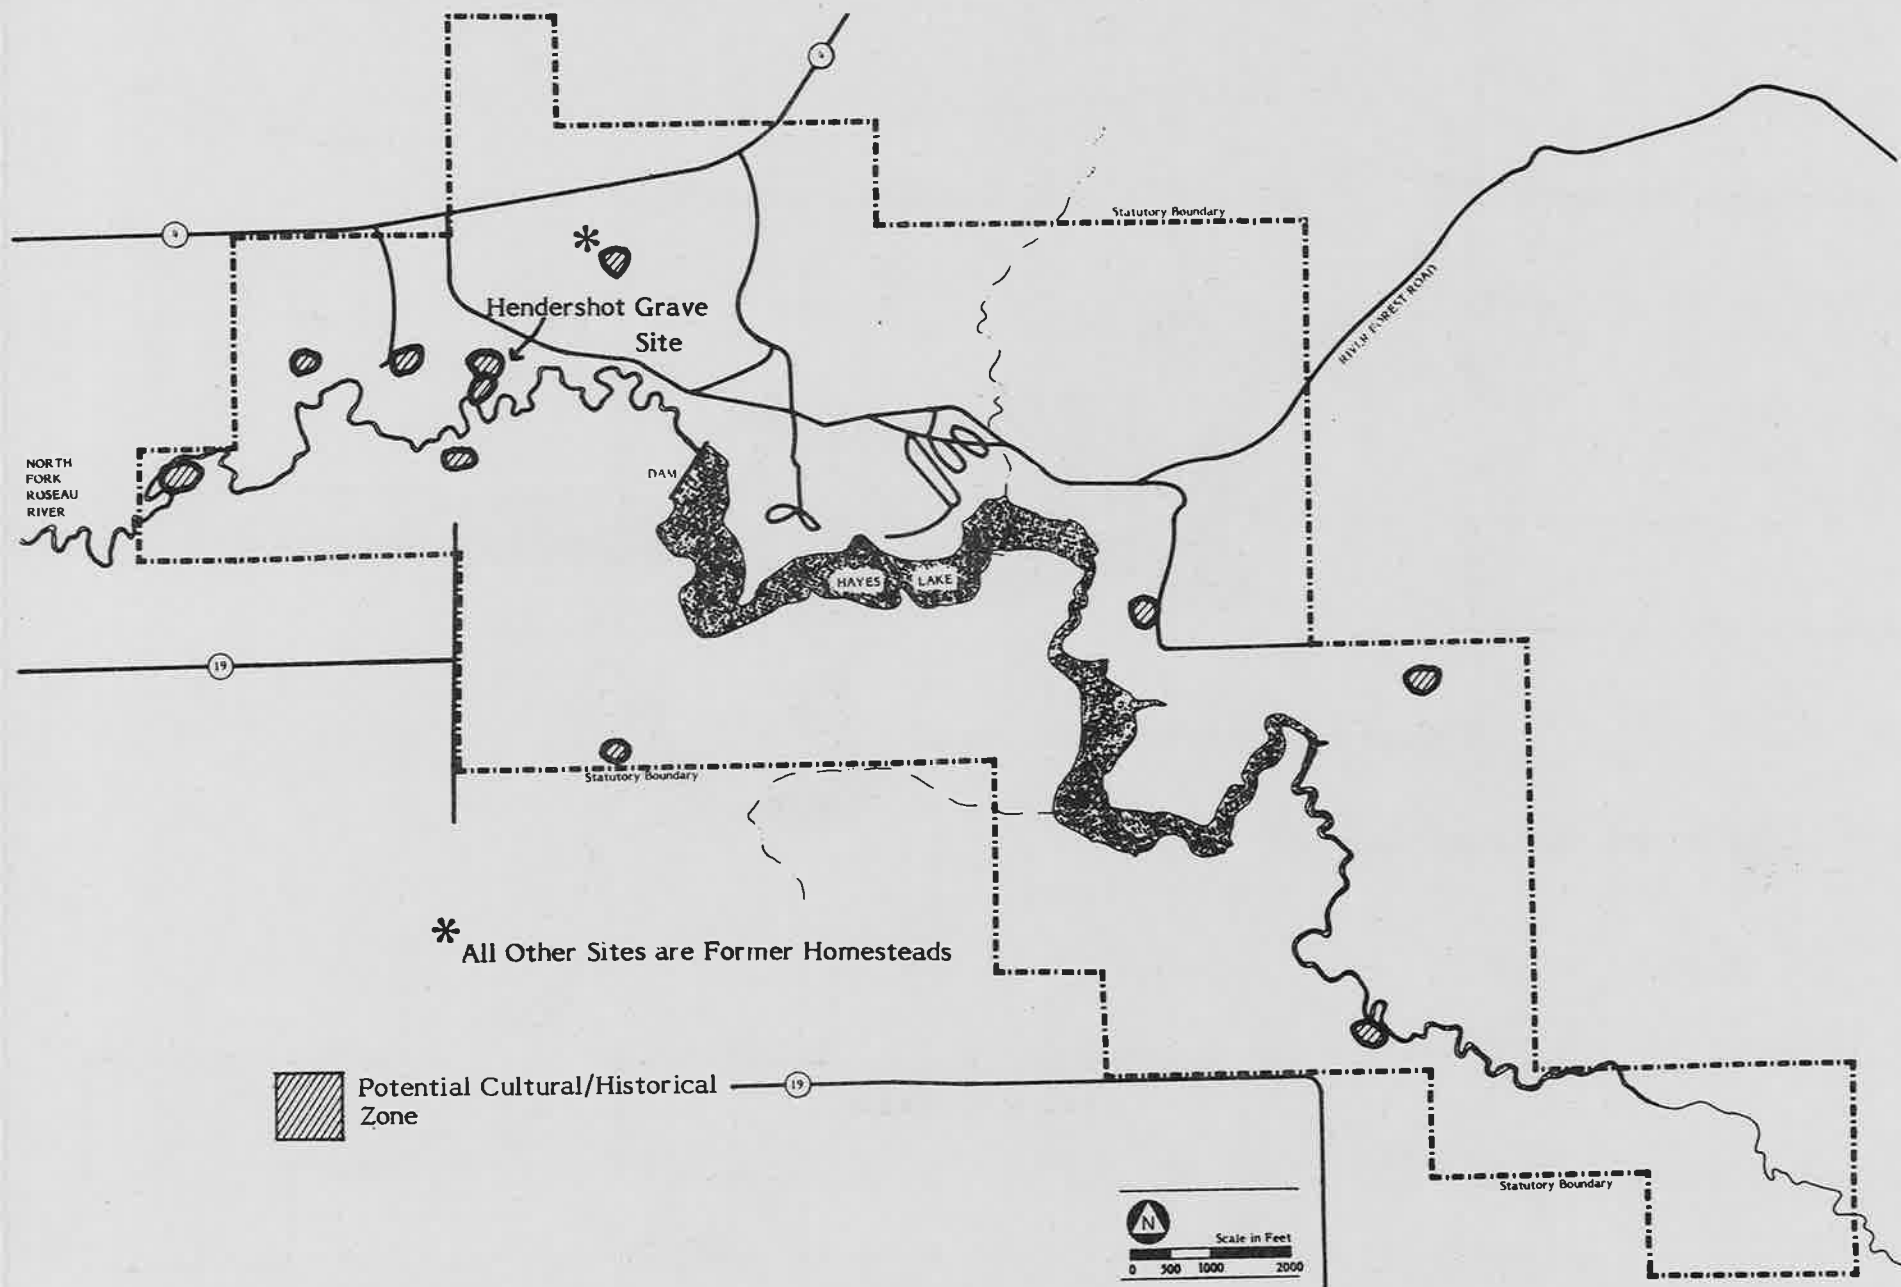 4
Statutory Boundary
4
*
Hendershot Grave
Site
RIVER FOREST ROAD
NORTH
FORK
ROSEAU
RIVER
DAM
HAYES
LAKE
19
Statutory Boundary
* All Other Sites are Former Homesteads
Potential Cultural/Historical
Zone
19
Statutory Boundary
N
Scale in Feet
0 500 1000 2000